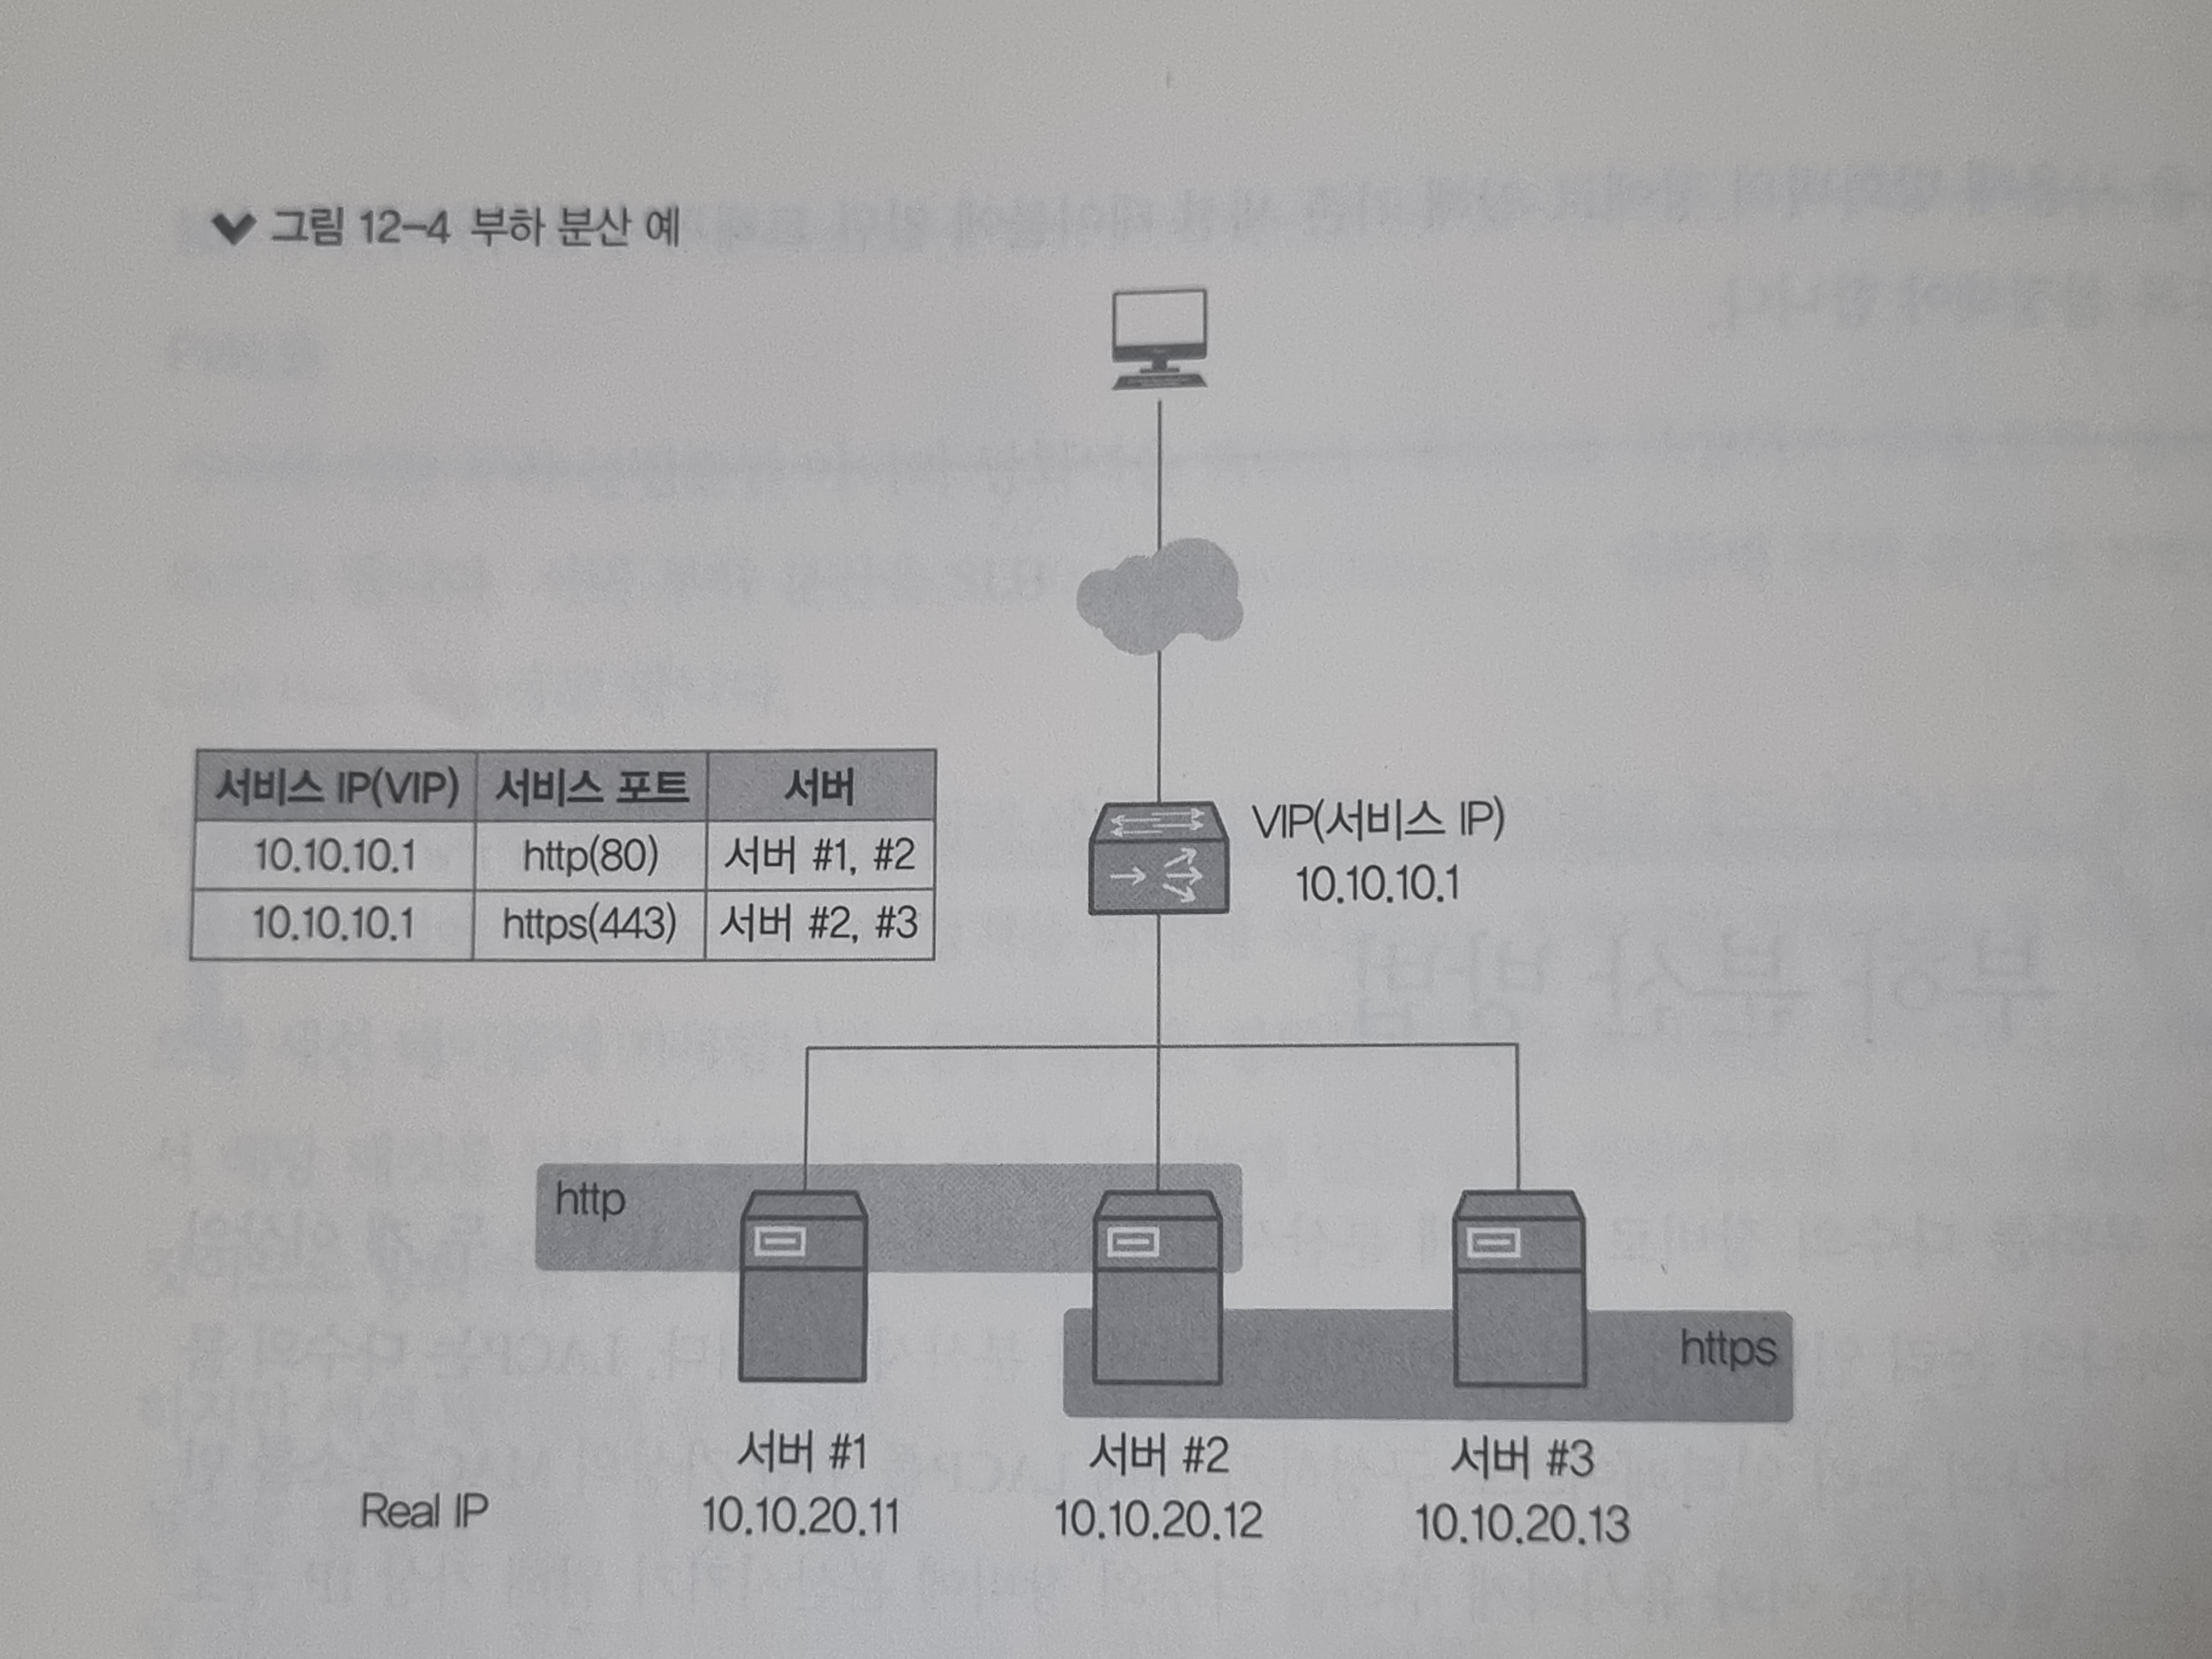 그림 12-4 부하 분산 예
서비스 IP(VIP) 서비스 포트 서버
10.10.10.1 http(80) 서버 #1, #2
10.10.10.1 https(443) 서버 #2, #3
VIP(서비스 IP)
10.10.10.1
http
https
서버 #1 서버 #2 서버 #3
Real IP 10.10.20.11 10.10.20.12 10.10.20.13